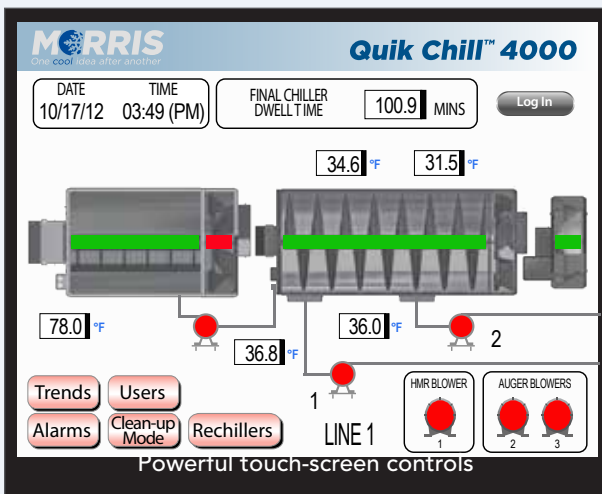 MORRIS
One cool idea after another
Quik Chill™ 4000
DATE TIME
10/17/12 03:49 (PM)
FINAL CHILLER
DWELL TIME
100.9 MINS
Log In
34.6 °F
31.5 °F
78.0 °F
36.8 °F
36.0 °F
2
1
Trends
Users
Alarms
Clean-up
Mode
Rechillers
LINE 1
HMR BLOWER
1
AUGER BLOWERS
2 3
Powerful touch-screen controls